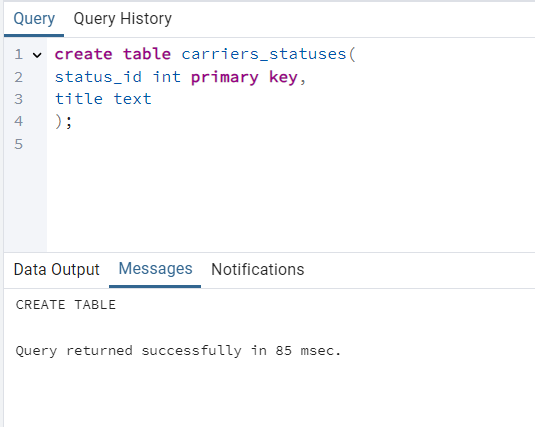 Query Query History
1 create table carriers_statuses(
2 status_id int primary key,
3 title text
4 );
5
Data Output Messages Notifications
CREATE TABLE
Query returned successfully in 85 msec.